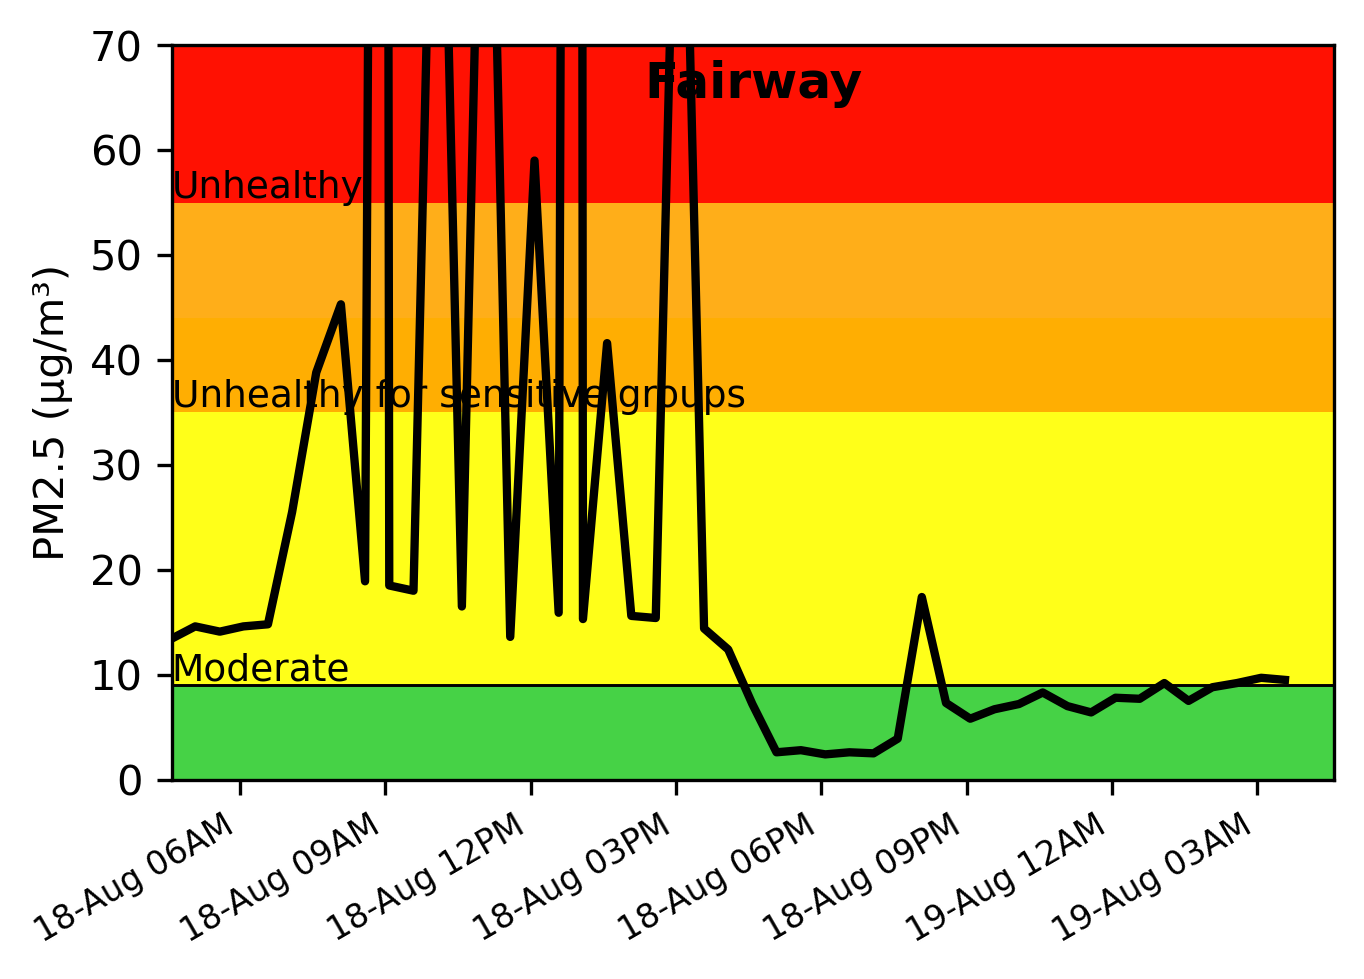 Fairway
PM2.5 (µg/m³)
70
60
50
40
30
20
10
0
Unhealthy
Unhealthy for sensitive groups
Moderate
18-Aug 06AM
18-Aug 09AM
18-Aug 12PM
18-Aug 03PM
18-Aug 06PM
18-Aug 09PM
19-Aug 12AM
19-Aug 03AM